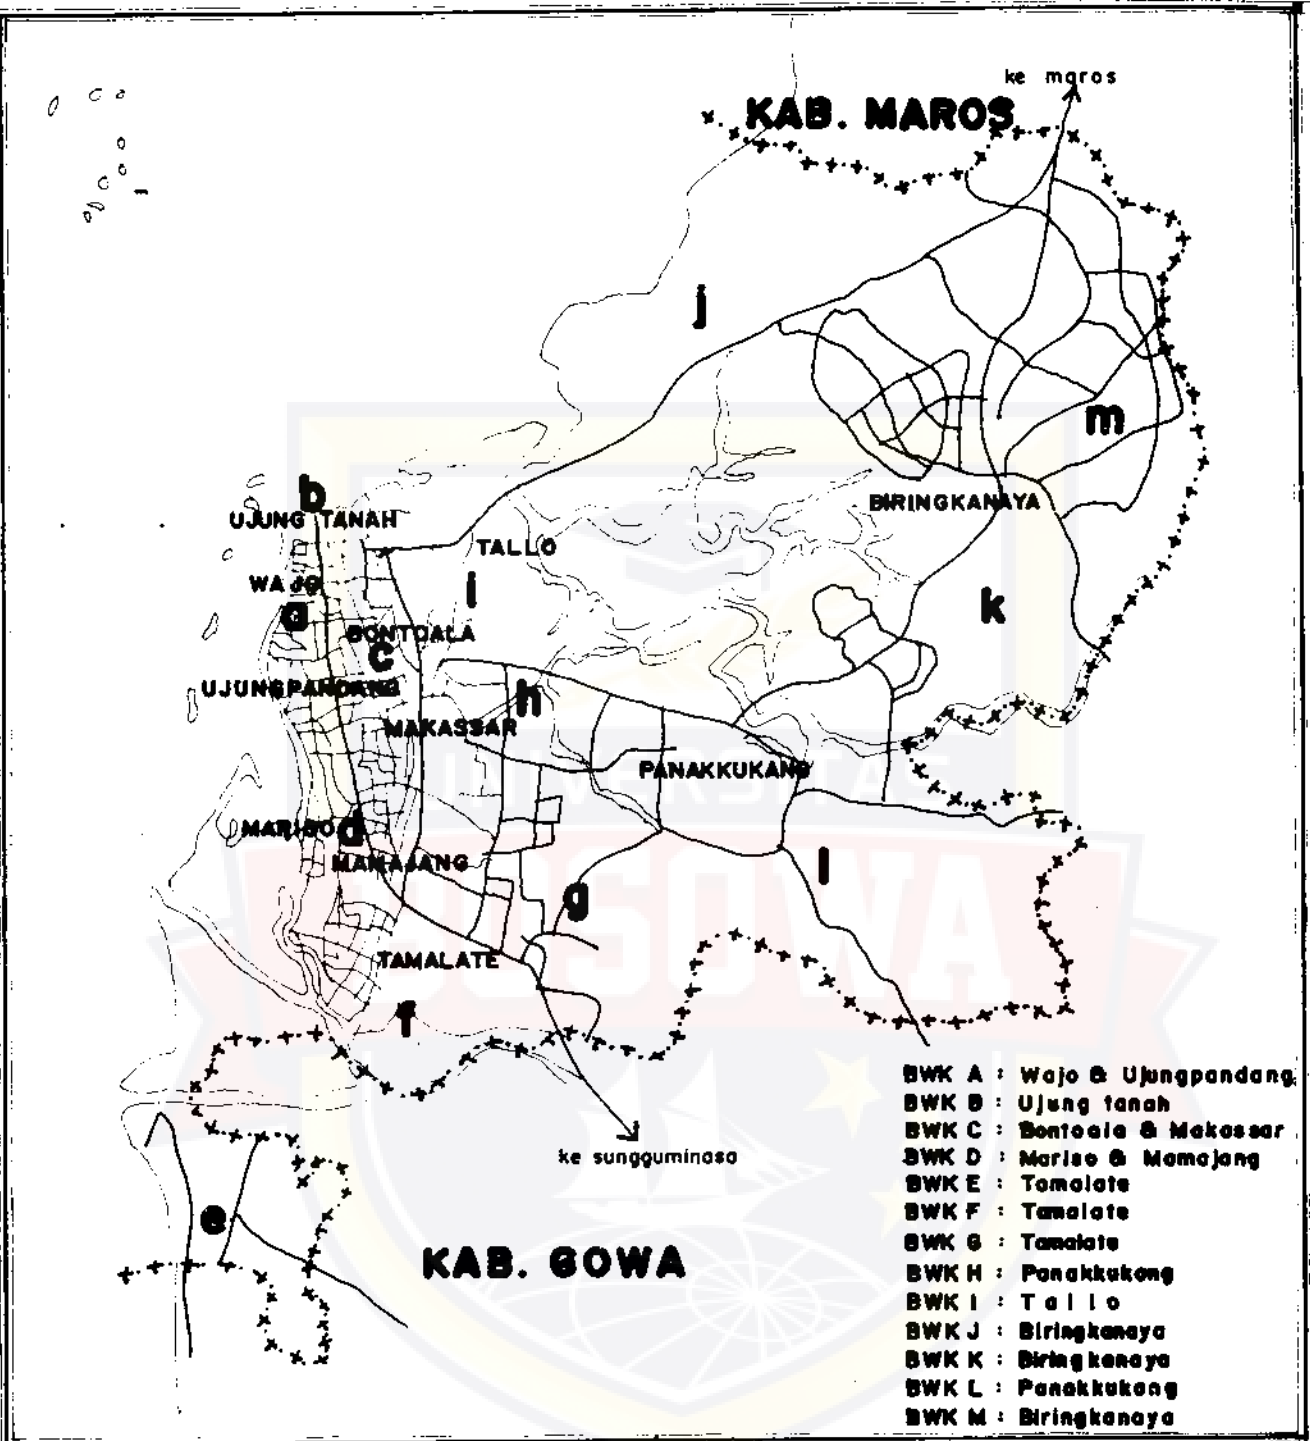 ke maros
KAB. MAROS
j
m
b
UJUNG TANAH
BIRINGKANAYA
TALLO
WAJO
i
a
k
BONTOALA
C
UJUNGPANDANG
h
MAKASSAR
UNIVERSITAS
PANAKKUKANG
MARISO
d
MAMAJANG
l
BOSOWA
g
TAMALATE
f
BWK A : Wajo & Ujungpandang
BWK B : Ujung tanah
BWK C : Bontoala & Makassar
ke sungguminasa
BWK D : Mariso & Mamajang
BWK E : Tamalate
e
BWK F : Tamalate
BWK G : Tamalate
KAB. GOWA
BWK H : Panakkukang
BWK I : Tallo
BWK J : Biringkanaya
BWK K : Biringkanaya
BWK L : Panakkukang
BWK M : Biringkanaya